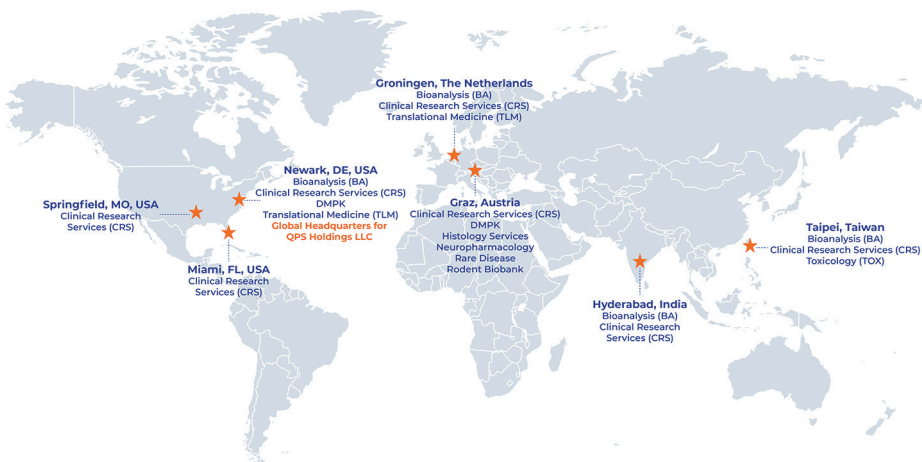 Groningen, The Netherlands
Bioanalysis (BA)
Clinical Research Services (CRS)
Translational Medicine (TLM)
Newark, DE, USA
Bioanalysis (BA)
Clinical Research Services (CRS)
DMPK
Translational Medicine (TLM)
Global Headquarters for
QPS Holdings LLC
Springfield, MO, USA
Clinical Research
Services (CRS)
Miami, FL, USA
Clinical Research
Services (CRS)
Graz, Austria
Clinical Research Services (CRS)
DMPK
Histology Services
Neuropharmacology
Rare Disease
Rodent Biobank
Taipei, Taiwan
Bioanalysis (BA)
Clinical Research Services (CRS)
Toxicology (TOX)
Hyderabad, India
Bioanalysis (BA)
Clinical Research
Services (CRS)